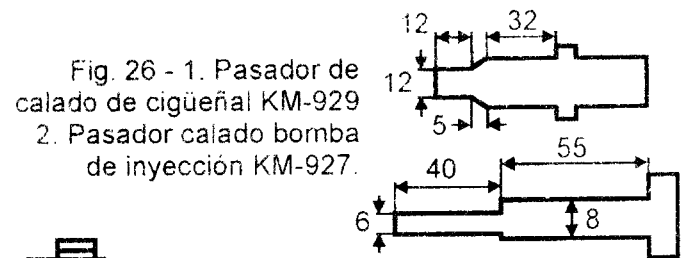 Fig. 26 - 1. Pasador de
calado de cigüeñal KM-929
2. Pasador calado bomba
de inyección KM-927.
12
32
12
5
55
40
6
8